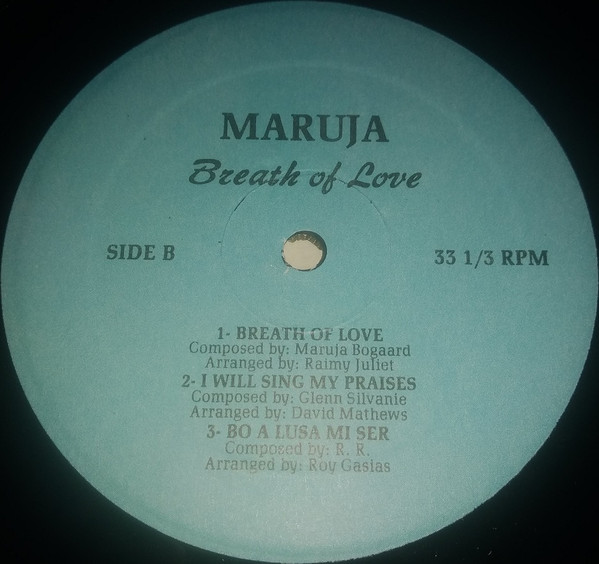 MARUJA
Breath of Love
SIDE B
33 1/3 RPM
1- BREATH OF LOVE
Composed by: Maruja Bogaard
Arranged by: Raimy Juliet
2- I WILL SING MY PRAISES
Composed by: Glenn Silvanie
Arranged by: David Mathews
3- BO A LUSA MI SER
Composed by: R. R.
Arranged by: Roy Gasias